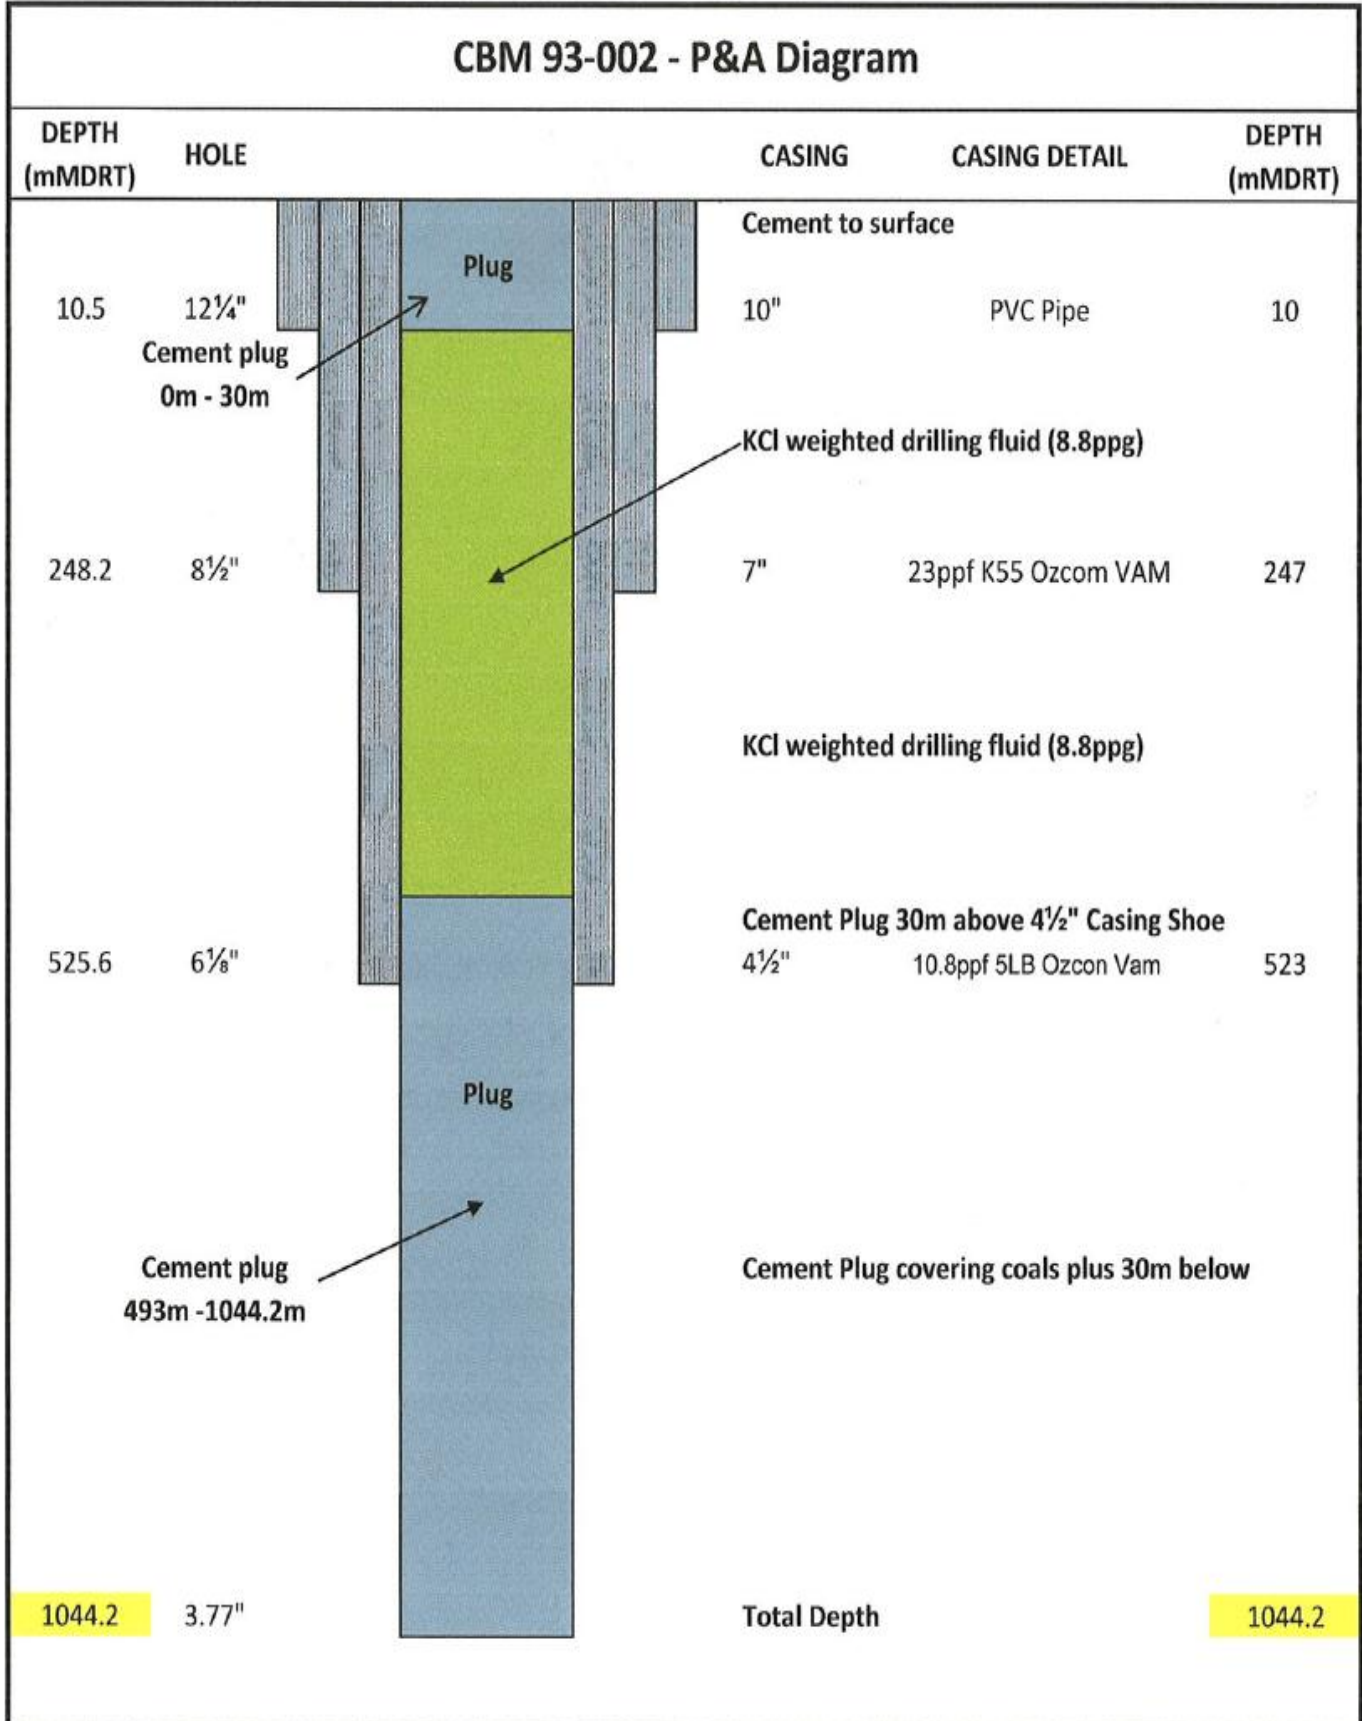 CBM 93-002 - P&A Diagram
DEPTH
(mMDRT)
HOLE
CASING
CASING DETAIL
DEPTH
(mMDRT)
Cement to surface
Plug
10.5 12¼" 10" PVC Pipe 10
Cement plug
0m - 30m
KCl weighted drilling fluid (8.8ppg)
248.2 8½" 7" 23ppf K55 Ozcom VAM 247
KCl weighted drilling fluid (8.8ppg)
Cement Plug 30m above 4½" Casing Shoe
525.6 6⅛" 4½" 10.8ppf 5LB Ozcon Vam 523
Plug
Cement plug
493m -1044.2m
Cement Plug covering coals plus 30m below
1044.2 3.77" Total Depth 1044.2